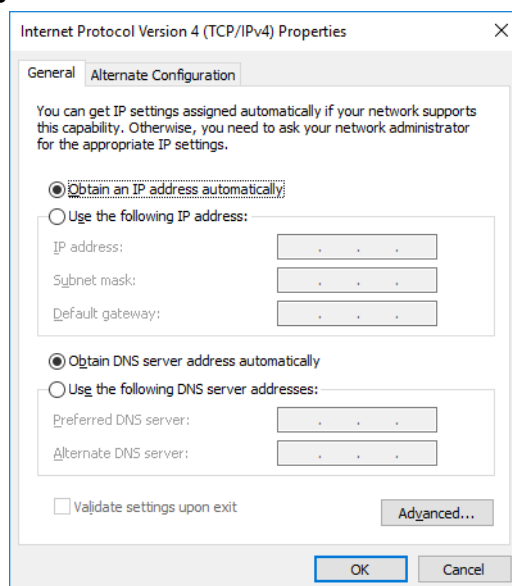 Internet Protocol Version 4 (TCP/IPv4) Properties
General
Alternate Configuration
You can get IP settings assigned automatically if your network supports
this capability. Otherwise, you need to ask your network administrator
for the appropriate IP settings.
Obtain an IP address automatically
Use the following IP address:
IP address:
Subnet mask:
Default gateway:
Obtain DNS server address automatically
Use the following DNS server addresses:
Preferred DNS server:
Alternate DNS server:
Validate settings upon exit
Advanced...
OK
Cancel